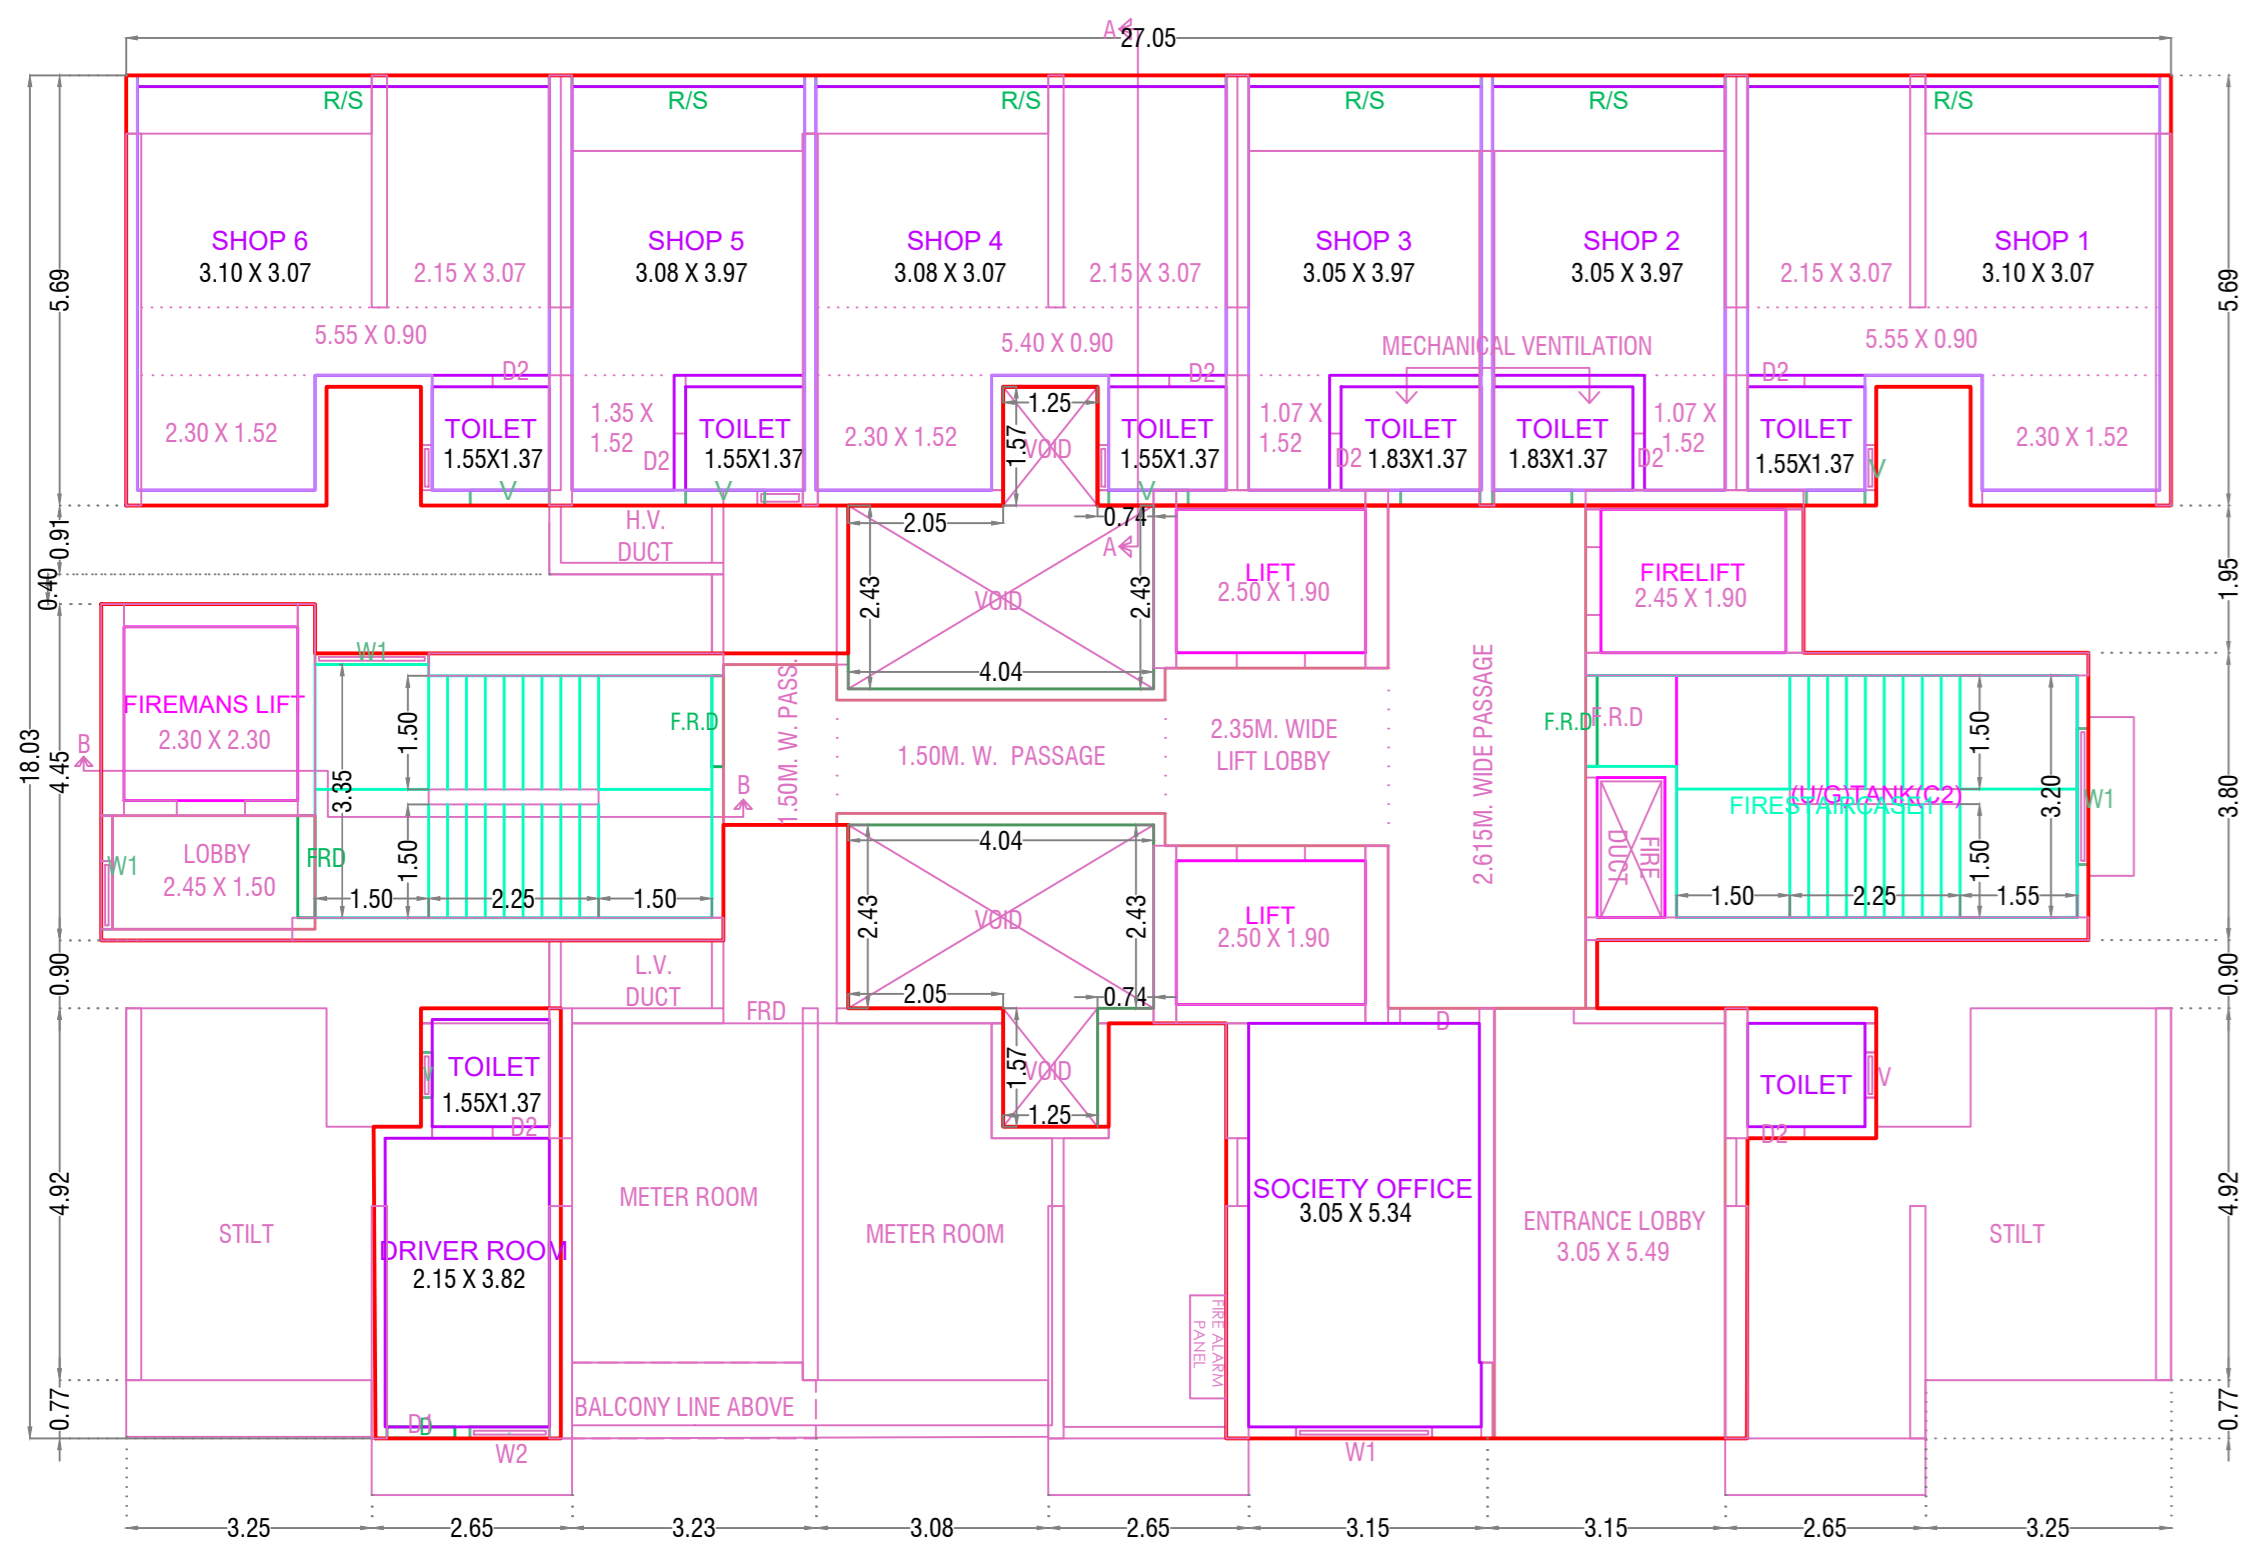 A
27.05
R/S
R/S
R/S
R/S
R/S
R/S
SHOP 6
3.10 X 3.07
2.15 X 3.07
SHOP 5
3.08 X 3.97
SHOP 4
3.08 X 3.07
2.15 X 3.07
SHOP 3
3.05 X 3.97
SHOP 2
3.05 X 3.97
2.15 X 3.07
SHOP 1
3.10 X 3.07
5.69
5.69
5.55 X 0.90
5.40 X 0.90
MECHANICAL VENTILATION
5.55 X 0.90
D2
D2
D2
2.30 X 1.52
TOILET
1.55X1.37
1.35 X
1.52
D2
TOILET
1.55X1.37
2.30 X 1.52
1.25
1.57
VOID
TOILET
1.55X1.37
1.07 X
1.52
D2
TOILET
1.83X1.37
TOILET
1.83X1.37
1.07 X
1.52
D2
TOILET
1.55X1.37
V
2.30 X 1.52
V
V
V
0.91
H.V.
DUCT
2.05
0.74
A
0.40
2.43
VOID
2.43
4.04
LIFT
2.50 X 1.90
FIRELIFT
2.45 X 1.90
1.95
W1
FIREMANS LIFT
2.30 X 2.30
B
18.03
4.45
3.35
1.50
1.50
F.R.D
1.50M. W. PASS.
B
1.50M. W.  PASSAGE
2.35M. WIDE
LIFT LOBBY
2.615M. WIDE PASSAGE
F.R.D
F.R.D
(U/G)TANK(C2)
FIRESTAIRCASE1
1.50
1.50
3.20
W1
3.80
FIRE
DUCT
LOBBY
2.45 X 1.50
W1
FRD
1.50
2.25
1.50
4.04
2.43
VOID
2.43
2.05
0.74
LIFT
2.50 X 1.90
1.50
2.25
1.55
0.90
L.V.
DUCT
FRD
0.90
D
TOILET
1.55X1.37
V
D2
1.57
VOID
1.25
TOILET
V
D2
4.92
STILT
DRIVER ROOM
2.15 X 3.82
METER ROOM
METER ROOM
SOCIETY OFFICE
3.05 X 5.34
ENTRANCE LOBBY
3.05 X 5.49
STILT
4.92
FIRE ALARM
PANEL
0.77
D1
D
W2
BALCONY LINE ABOVE
W1
0.77
3.25
2.65
3.23
3.08
2.65
3.15
3.15
2.65
3.25